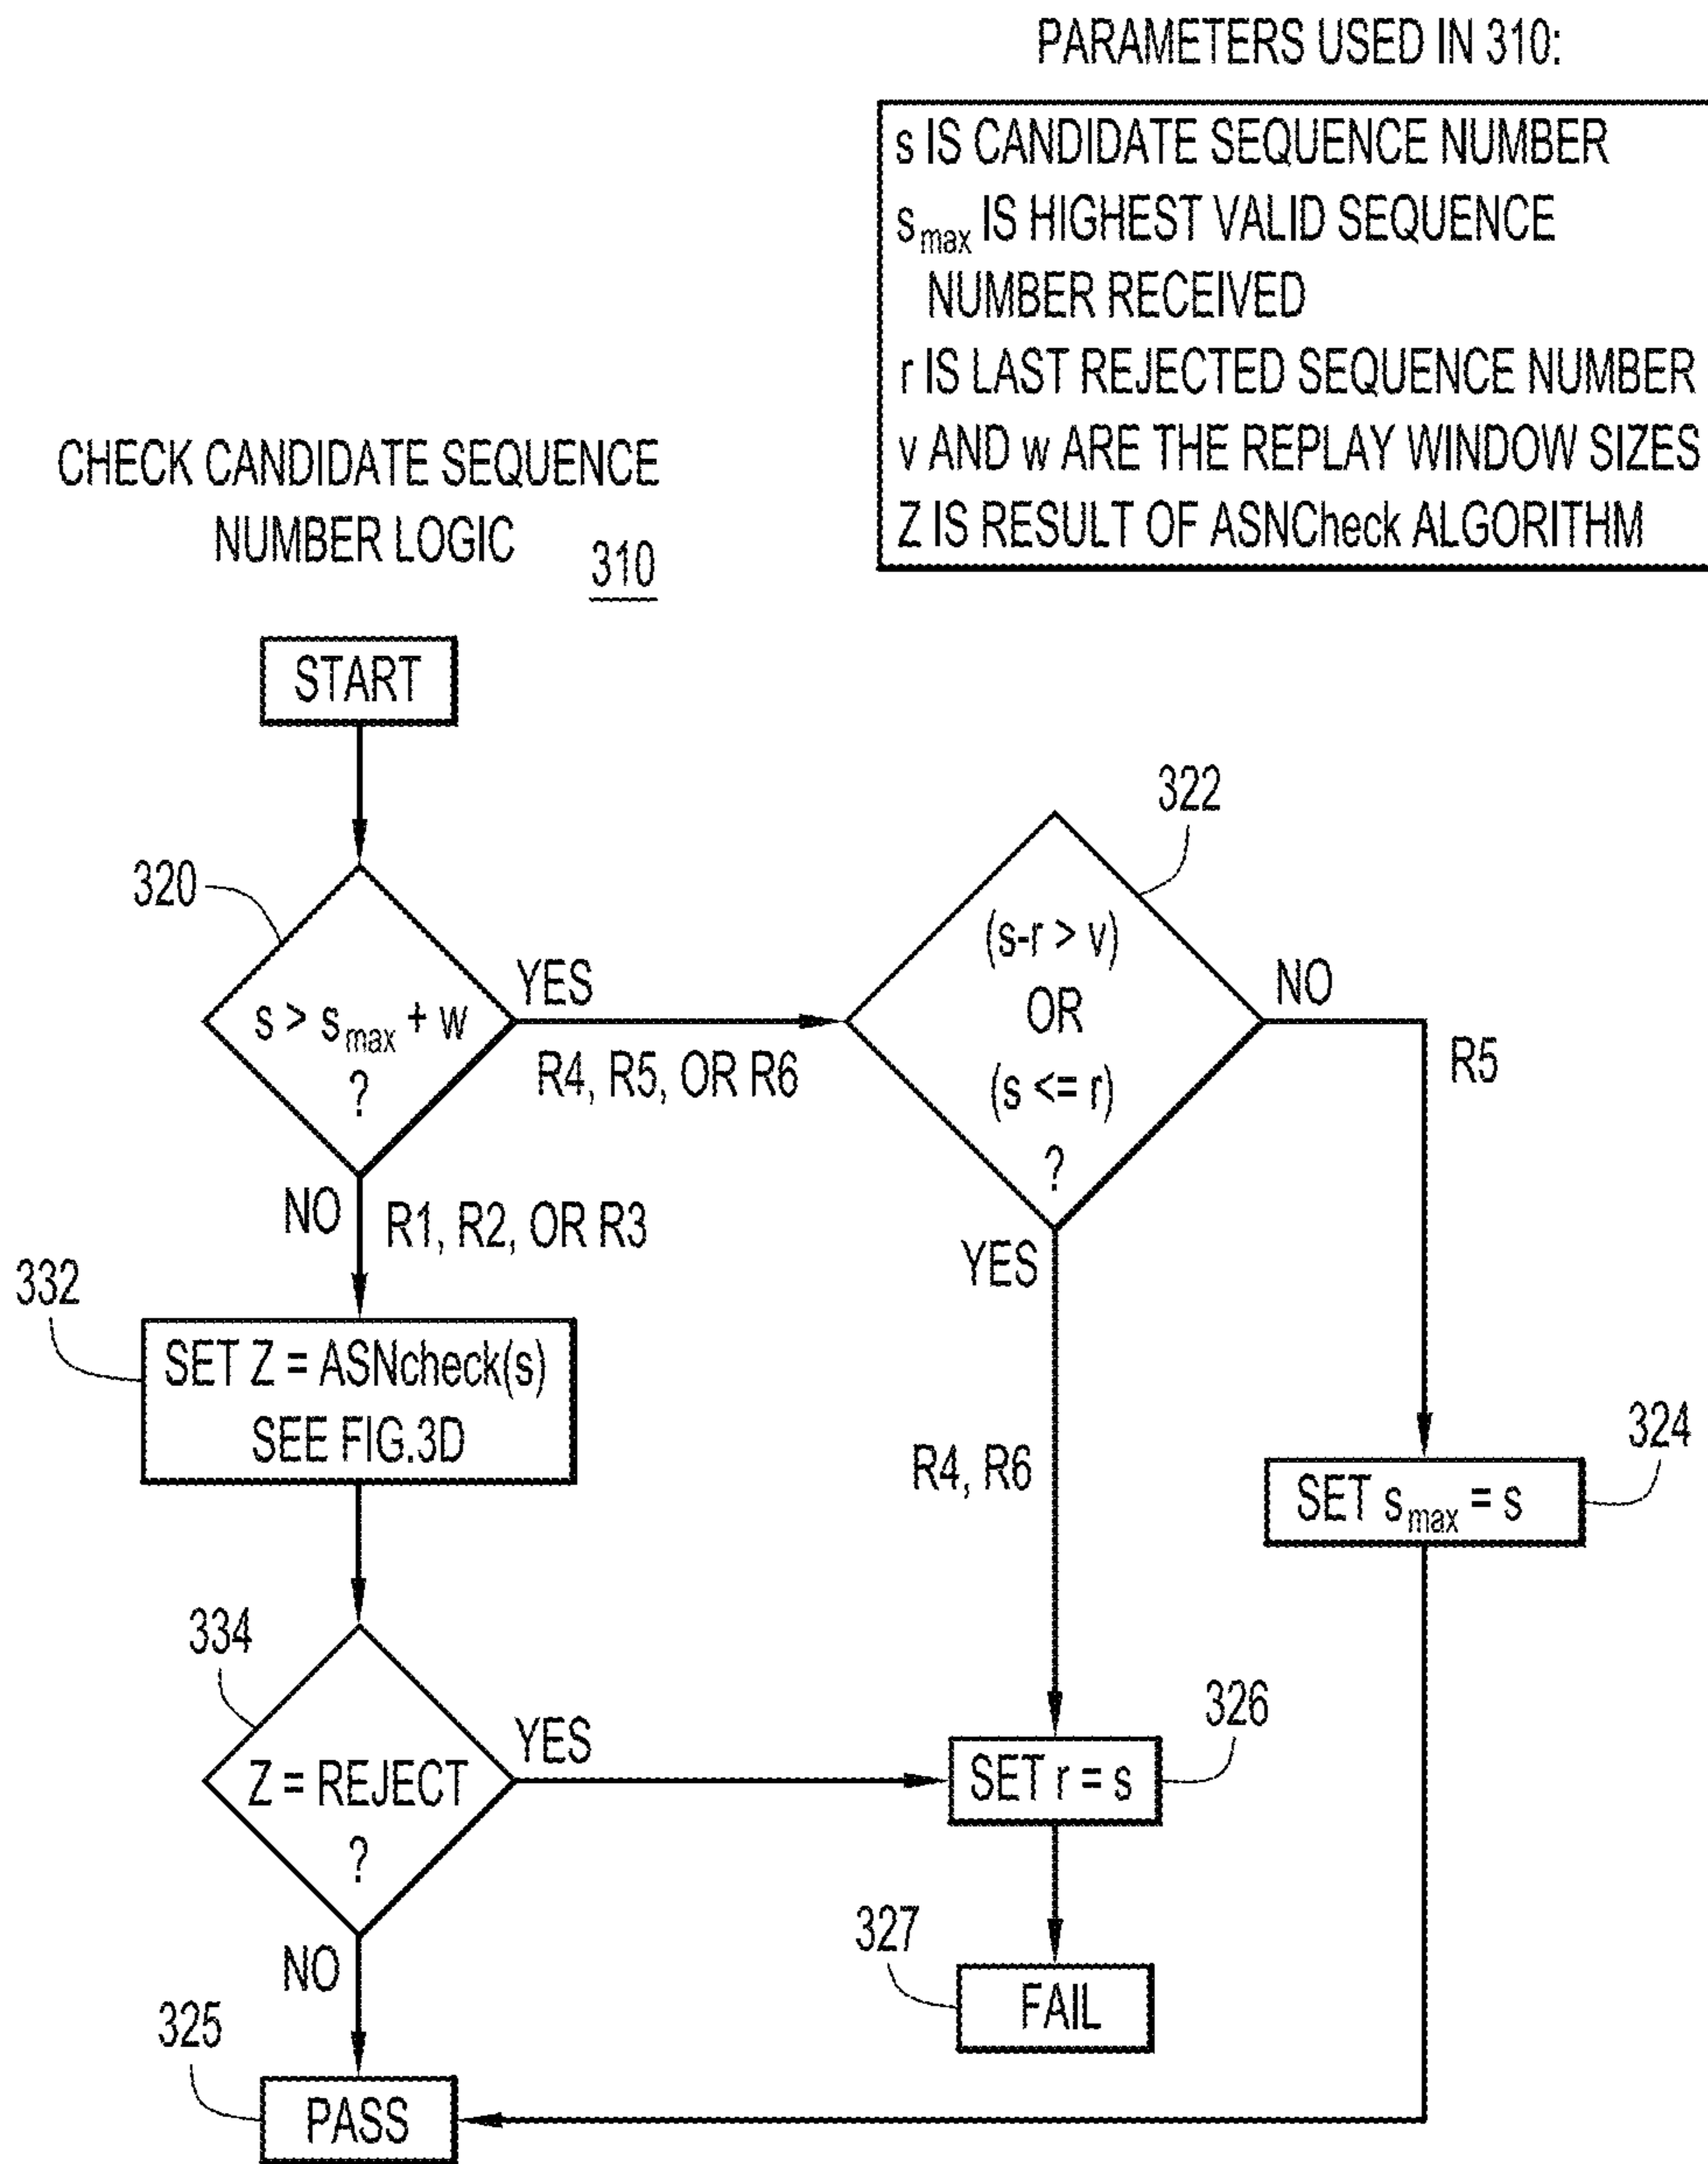 PARAMETERS USED IN 310:
s IS CANDIDATE SEQUENCE NUMBER
smax IS HIGHEST VALID SEQUENCE
NUMBER RECEIVED
r IS LAST REJECTED SEQUENCE NUMBER
v AND w ARE THE REPLAY WINDOW SIZES
Z IS RESULT OF ASNCheck ALGORITHM
CHECK CANDIDATE SEQUENCE
NUMBER LOGIC
310
START
320
s > smax + w
?
YES
R4, R5, OR R6
322
(s-r > v)
OR
(s <= r)
?
NO
R5
NO
R1, R2, OR R3
YES
R4, R6
332
SET Z = ASNcheck(s)
SEE FIG.3D
324
SET smax = s
334
Z = REJECT
?
YES
326
SET r = s
NO
327
FAIL
325
PASS